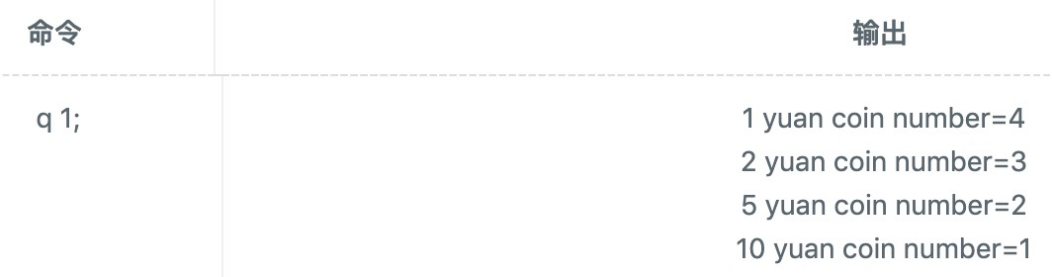 命令 输出
q 1; 1 yuan coin number=4
2 yuan coin number=3
5 yuan coin number=2
10 yuan coin number=1